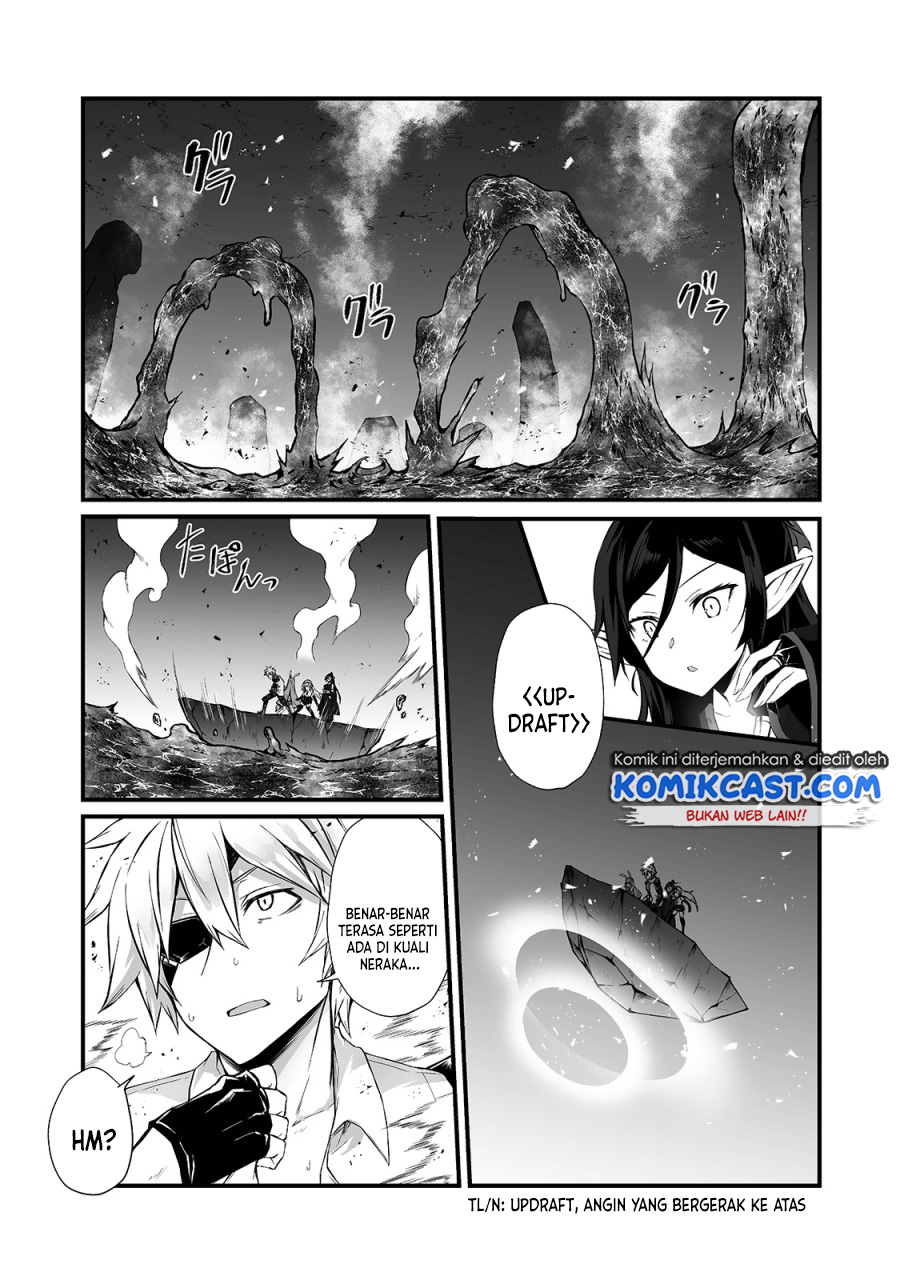 グラ
グラ
グラ
<<UP-
DRAFT>>
Komik ini diterjemahkan & diedit oleh
KOMIKCAST.COM
BUKAN WEB LAIN!!
たぽんっ
BENAR-BENAR
TERASA SEPERTI
ADA DI KUALI
NERAKA...
HM?
TL/N: UPDRAFT, ANGIN YANG BERGERAK KE ATAS